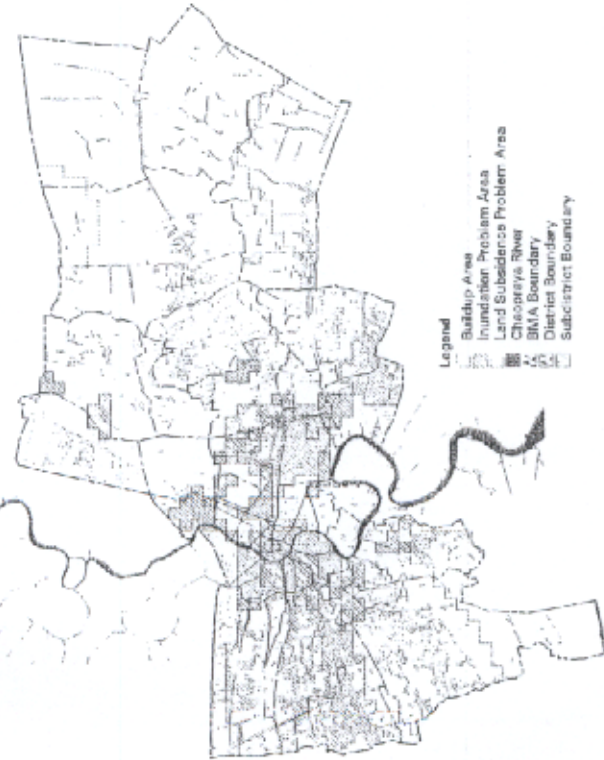 Legend
Buildup Area
Inundation Problem Area
Land Subsidence Problem Area
Chaopraya River
BMA Boundary
District Boundary
Subdistrict Boundary